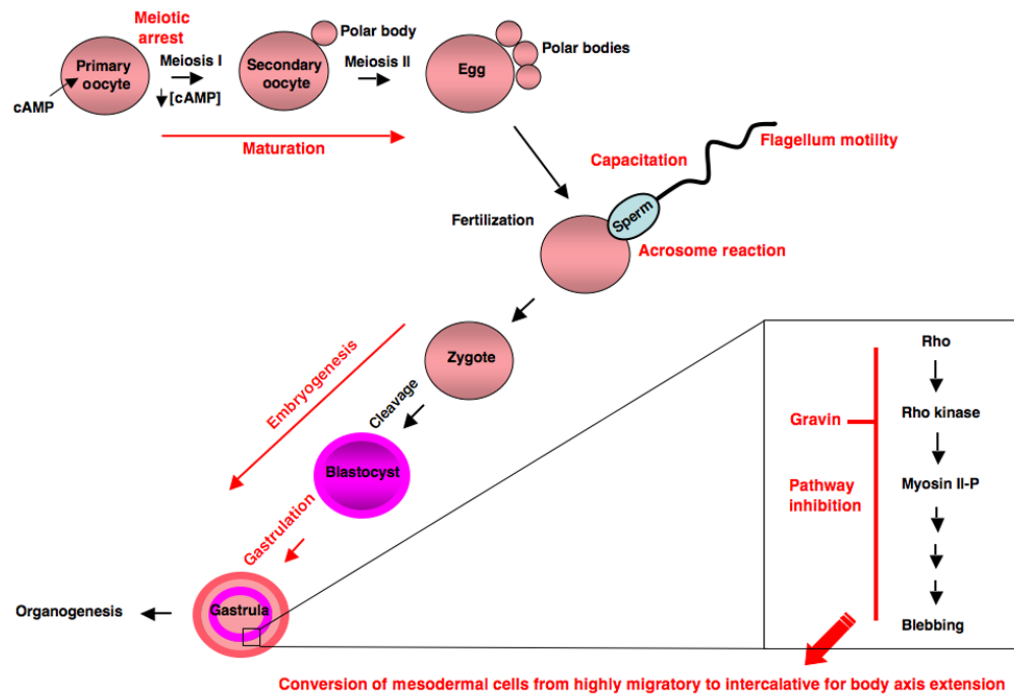 Meiotic
arrest
Polar body
Polar bodies
Primary
oocyte
Meiosis I
Secondary
oocyte
Meiosis II
Egg
cAMP
[cAMP]
Maturation
Flagellum motility
Capacitation
Sperm
Fertilization
Acrosome reaction
Zygote
Embryogenesis
Cleavage
Blastocyst
Gastrulation
Gastrula
Organogenesis
Rho
Rho kinase
Gravin
Myosin II-P
Pathway
inhibition
Blebbing
Conversion of mesodermal cells from highly migratory to intercalative for body axis extension